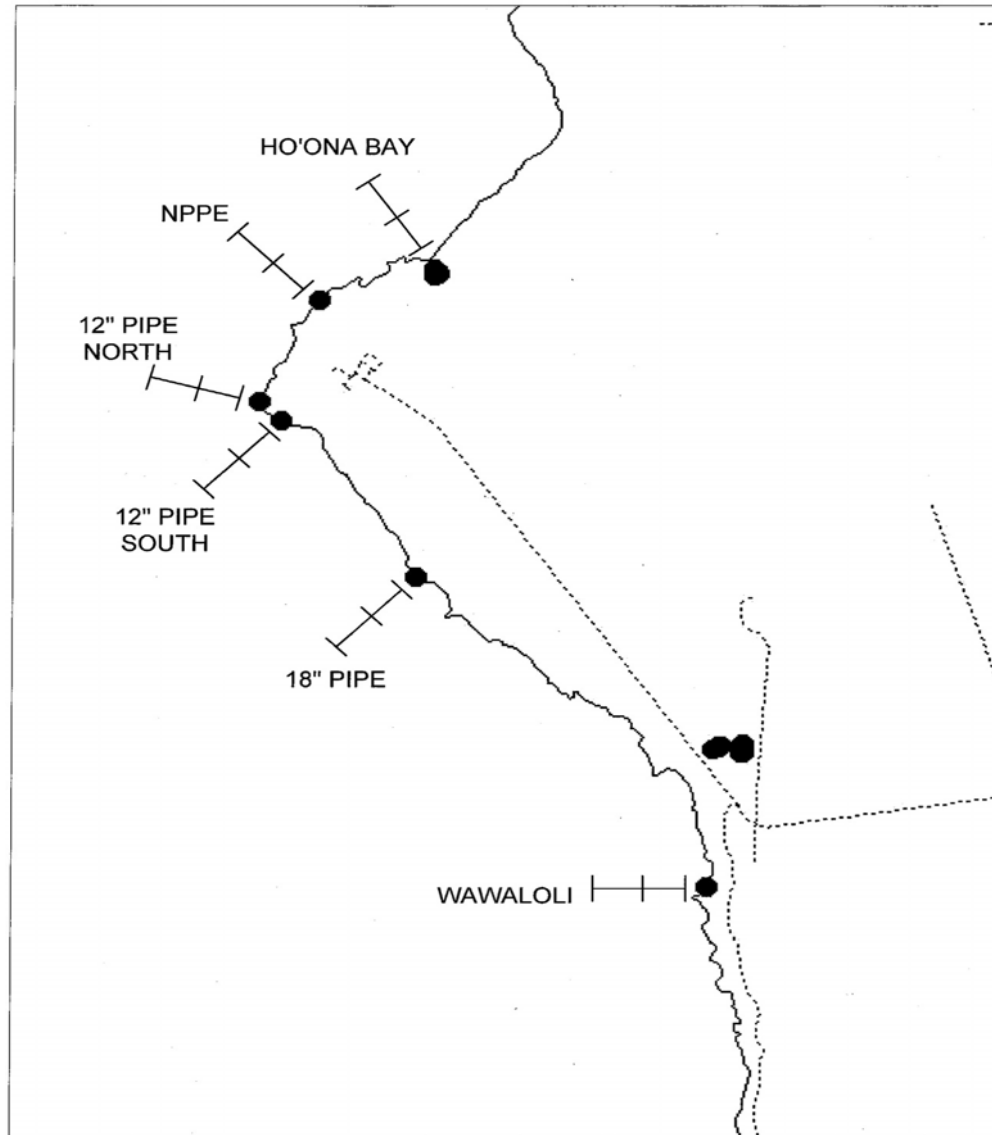 HO'ONA BAY
NPPE
12" PIPE
NORTH
12" PIPE
SOUTH
18" PIPE
WAWALOLI